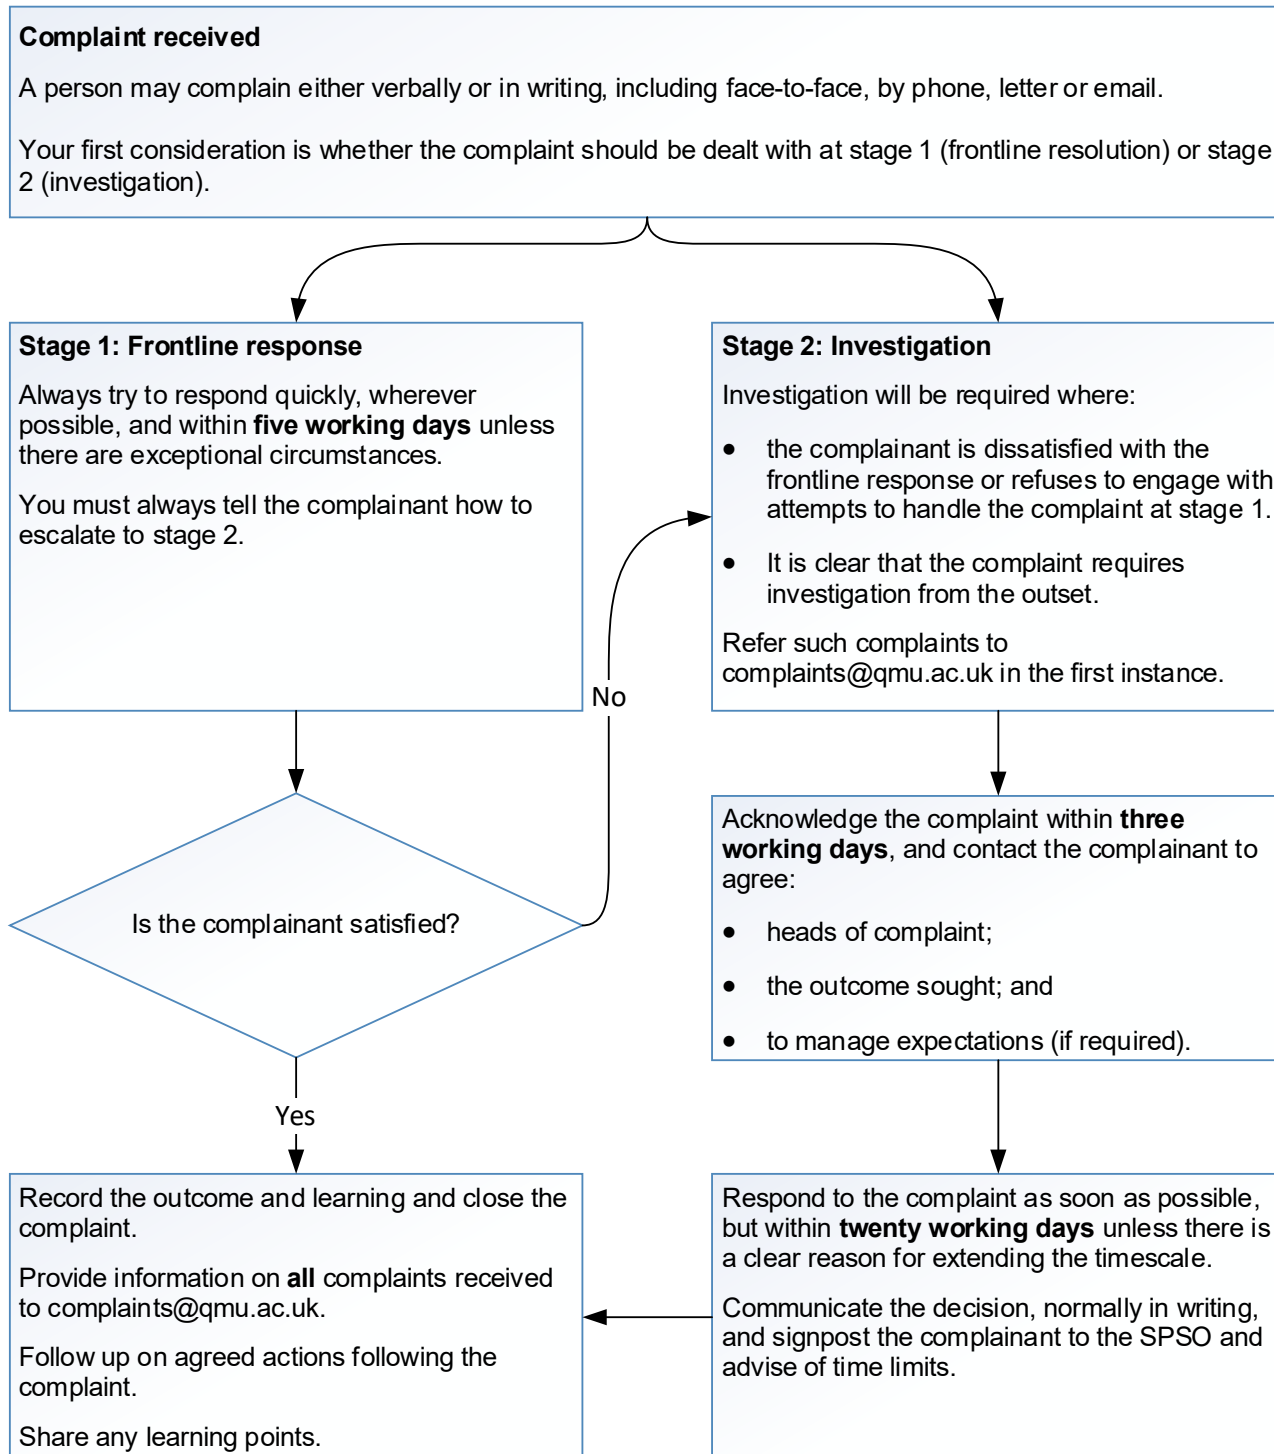 Complaint received
A person may complain either verbally or in writing, including face-to-face, by phone, letter or email.
Your first consideration is whether the complaint should be dealt with at stage 1 (frontline resolution) or stage
2 (investigation).
Stage 1: Frontline response
Always try to respond quickly, wherever
possible, and within five working days unless
there are exceptional circumstances.
You must always tell the complainant how to
escalate to stage 2.
Is the complainant satisfied?
No
Yes
Stage 2: Investigation
Investigation will be required where:
• the complainant is dissatisfied with the
frontline response or refuses to engage with
attempts to handle the complaint at stage 1.
• It is clear that the complaint requires
investigation from the outset.
Refer such complaints to
complaints@qmu.ac.uk in the first instance.
Acknowledge the complaint within three
working days, and contact the complainant to
agree:
• heads of complaint;
• the outcome sought; and
• to manage expectations (if required).
Respond to the complaint as soon as possible,
but within twenty working days unless there is
a clear reason for extending the timescale.
Communicate the decision, normally in writing,
and signpost the complainant to the SPSO and
advise of time limits.
Record the outcome and learning and close the
complaint.
Provide information on all complaints received
to complaints@qmu.ac.uk.
Follow up on agreed actions following the
complaint.
Share any learning points.